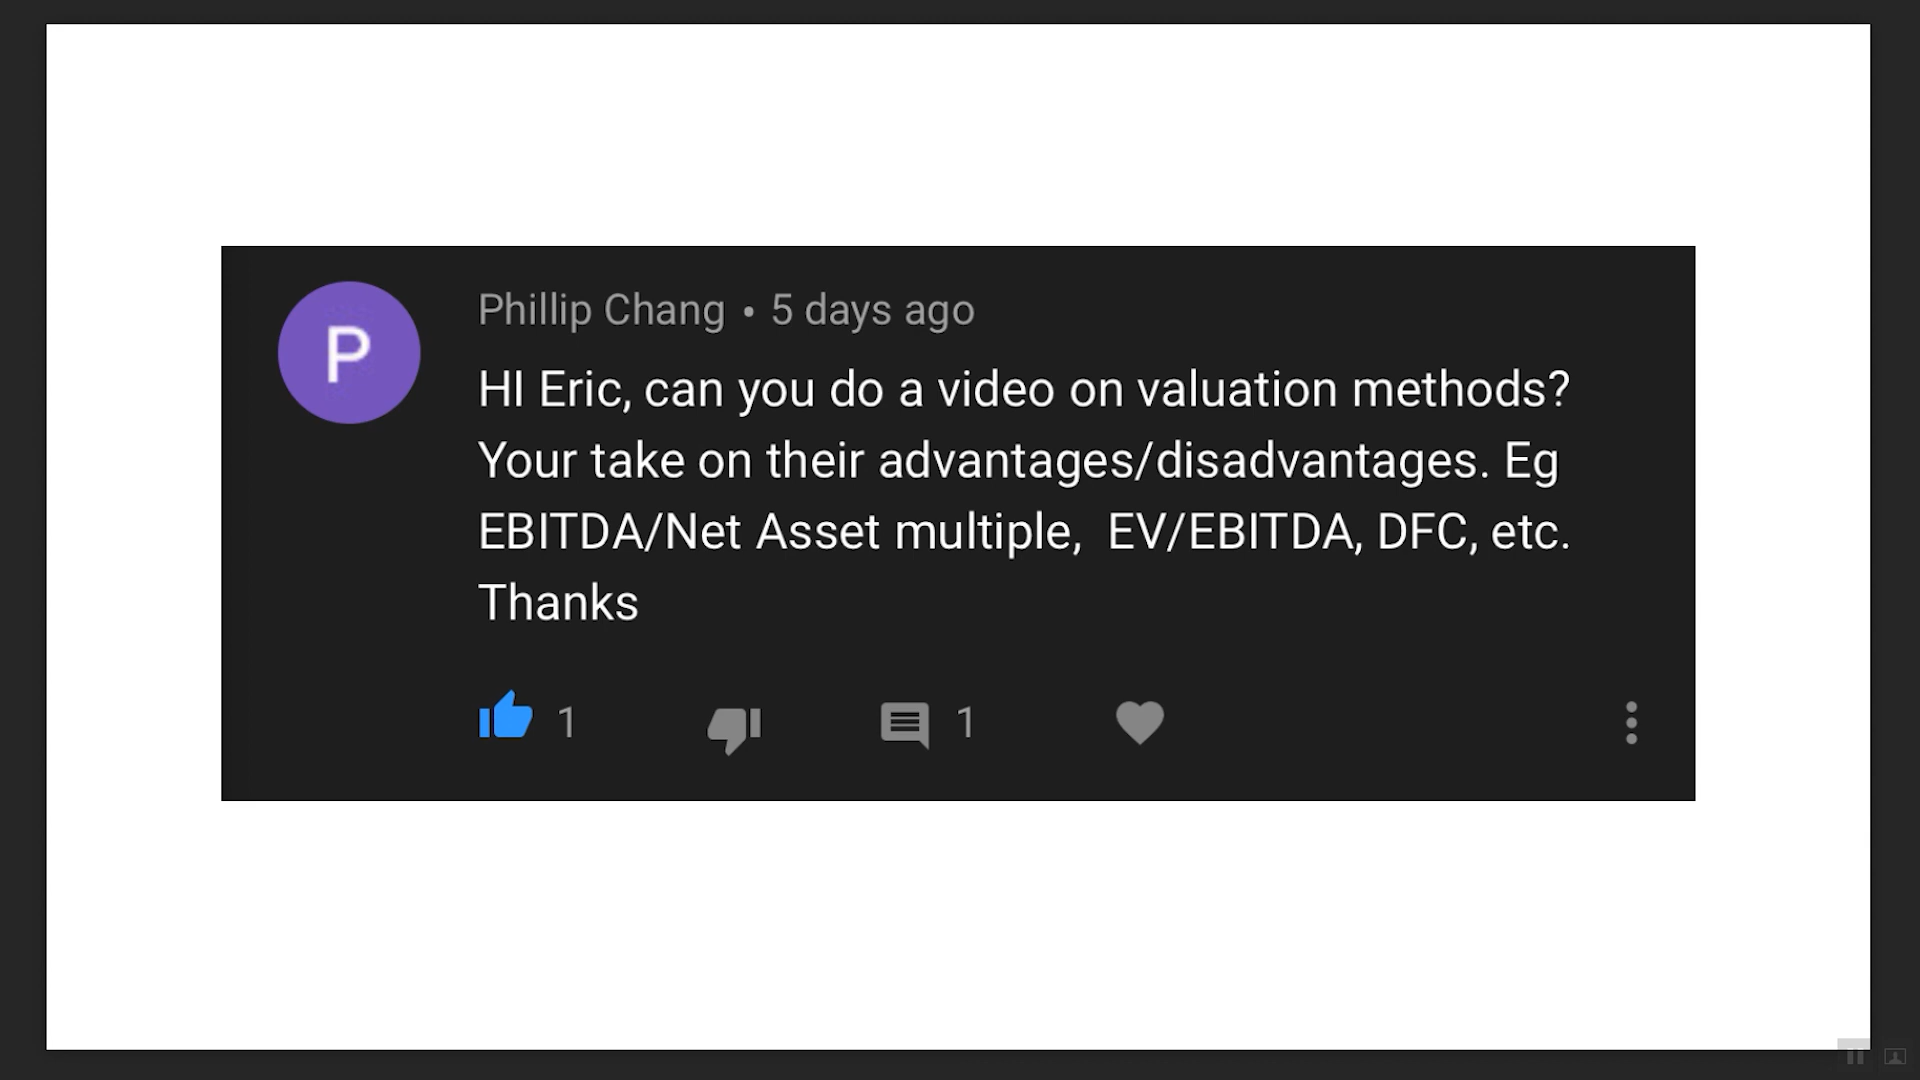 P
Phillip Chang • 5 days ago
HI Eric, can you do a video on valuation methods?
Your take on their advantages/disadvantages. Eg
EBITDA/Net Asset multiple,  EV/EBITDA, DFC, etc.
Thanks
1 1